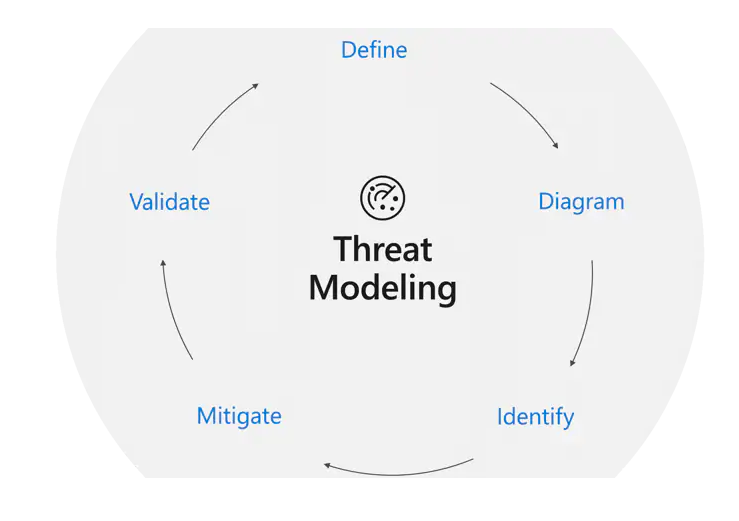 Define
Diagram
Identify
Mitigate
Validate
Threat
Modeling